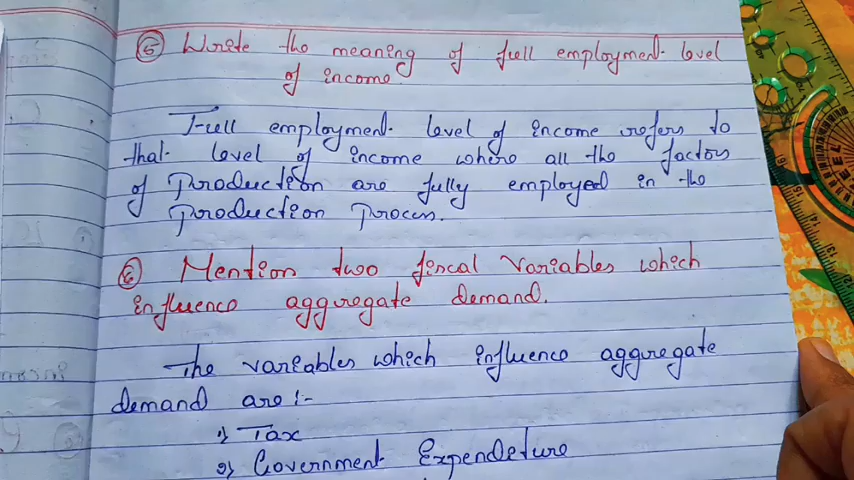 ⑤ Write the meaning of full employment level
of income.
Full employment level of income refers to
that level of income where all the factors
of Production are fully employed in the
Production Process.
⑥ Mention two fiscal variables which
influence aggregate demand.
The variables which influence aggregate
demand are :-
1) Tax
2) Government Expenditure